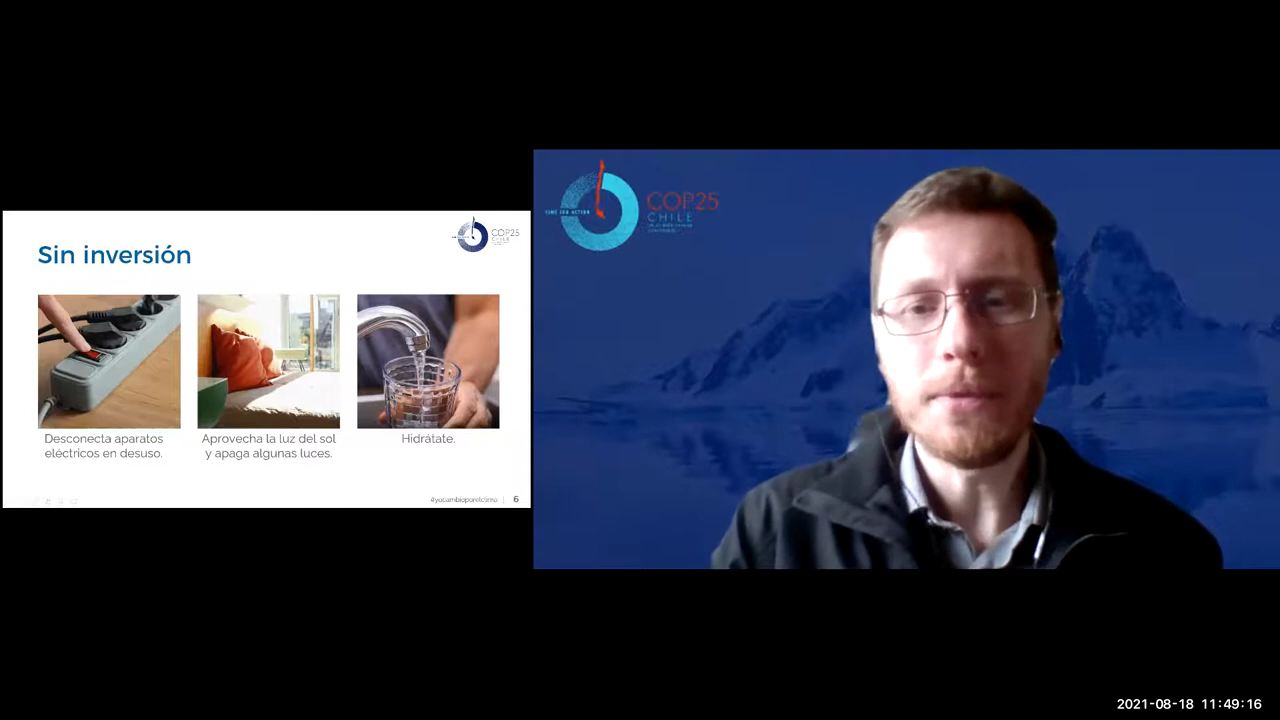 Sin inversión
COP25
CHILE
Desconecta aparatos
eléctricos en desuso.
Aprovecha la luz del sol
y apaga algunas luces.
Hidrátate.
#yocambioporelclima | 6
TIME FOR ACTION
COP25
CHILE
2021-08-18 11:49:16